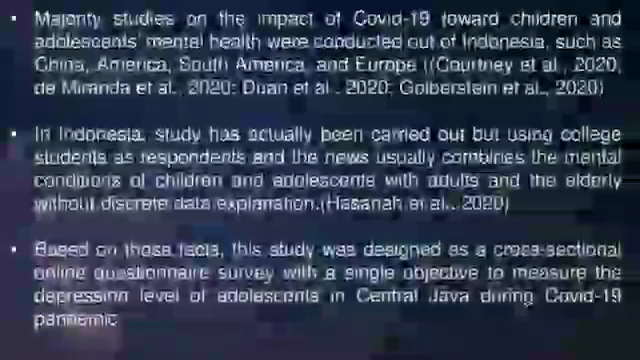 • Majority studies on the impact of Covid-19 toward children and
adolescents' mental health were conducted out of Indonesia, such as
China, America, South America, and Europe ((Courtney et al., 2020;
de Miranda et al., 2020; Duan et al., 2020; Golberstein et al., 2020)
• In Indonesia, study has actually been carried out but using college
students as respondents and the news usually combines the mental
conditions of children and adolescents with adults and the elderly
without discrete data explanation.(Hasanah et al., 2020)
• Based on those facts, this study was designed as a cross-sectional
online questionnaire survey with a single objective to measure the
depression level of adolescents in Central Java during Covid-19
pandemic